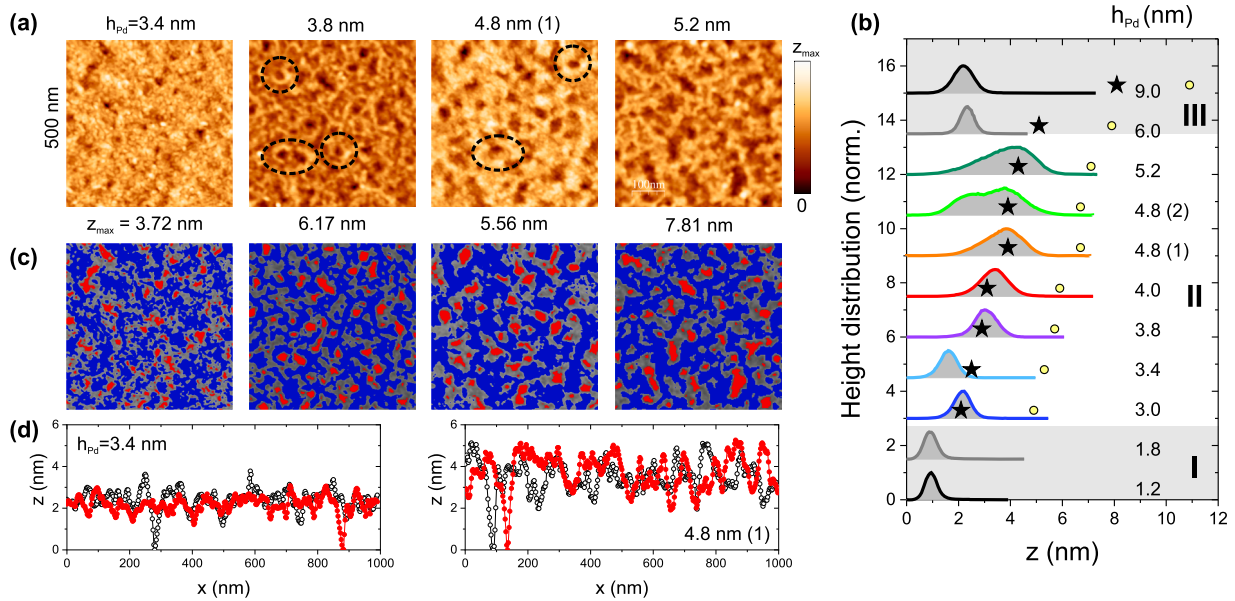 (a)
h_Pd=3.4 nm
3.8 nm
4.8 nm (1)
5.2 nm
500 nm
100nm
z_max
0
(c)
z_max = 3.72 nm
6.17 nm
5.56 nm
7.81 nm
(d)
h_Pd=3.4 nm
z (nm)
6
4
2
0
0 200 400 600 800 1000
x (nm)
4.8 nm (1)
z (nm)
6
4
2
0
0 200 400 600 800 1000
x (nm)
(b)
h_Pd (nm)
Height distribution (norm.)
16
14
12
10
8
6
4
2
0
9.0
III
6.0
5.2
4.8 (2)
4.8 (1)
4.0
II
3.8
3.4
3.0
1.8
I
1.2
0 2 4 6 8 10 12
z (nm)